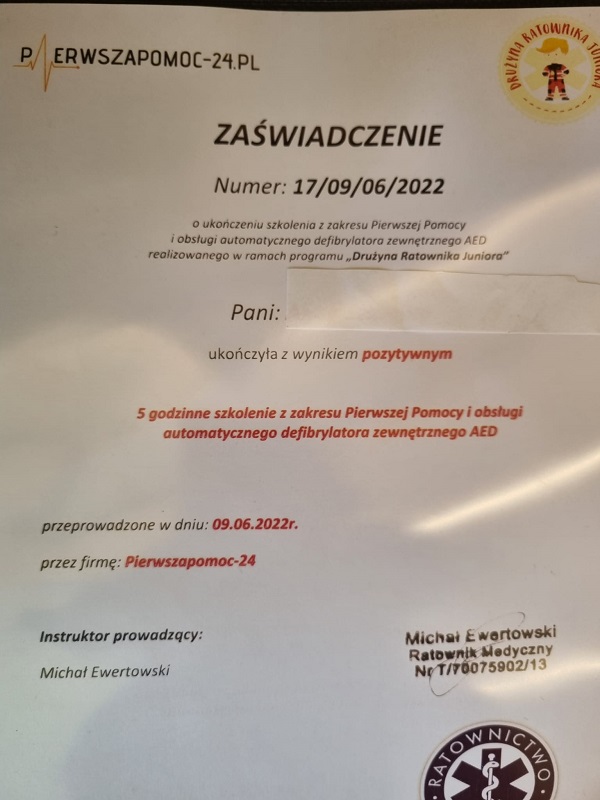 PIERWSZAPOMOC-24.PL
DRUŻYNA RATOWNIKA JUNIORA
ZAŚWIADCZENIE
Numer: 17/09/06/2022
o ukończeniu szkolenia z zakresu Pierwszej Pomocy
i obsługi automatycznego defibrylatora zewnętrznego AED
realizowanego w ramach programu „Drużyna Ratownika Juniora”
Pani:
ukończyła z wynikiem pozytywnym
5 godzinne szkolenie z zakresu Pierwszej Pomocy i obsługi
automatycznego defibrylatora zewnętrznego AED
przeprowadzone w dniu: 09.06.2022r.
przez firmę: Pierwszapomoc-24
Instruktor prowadzący:
Michał Ewertowski
Michał Ewertowski
Ratownik Medyczny
Nr T/70075902/13
RATOWNICTWO